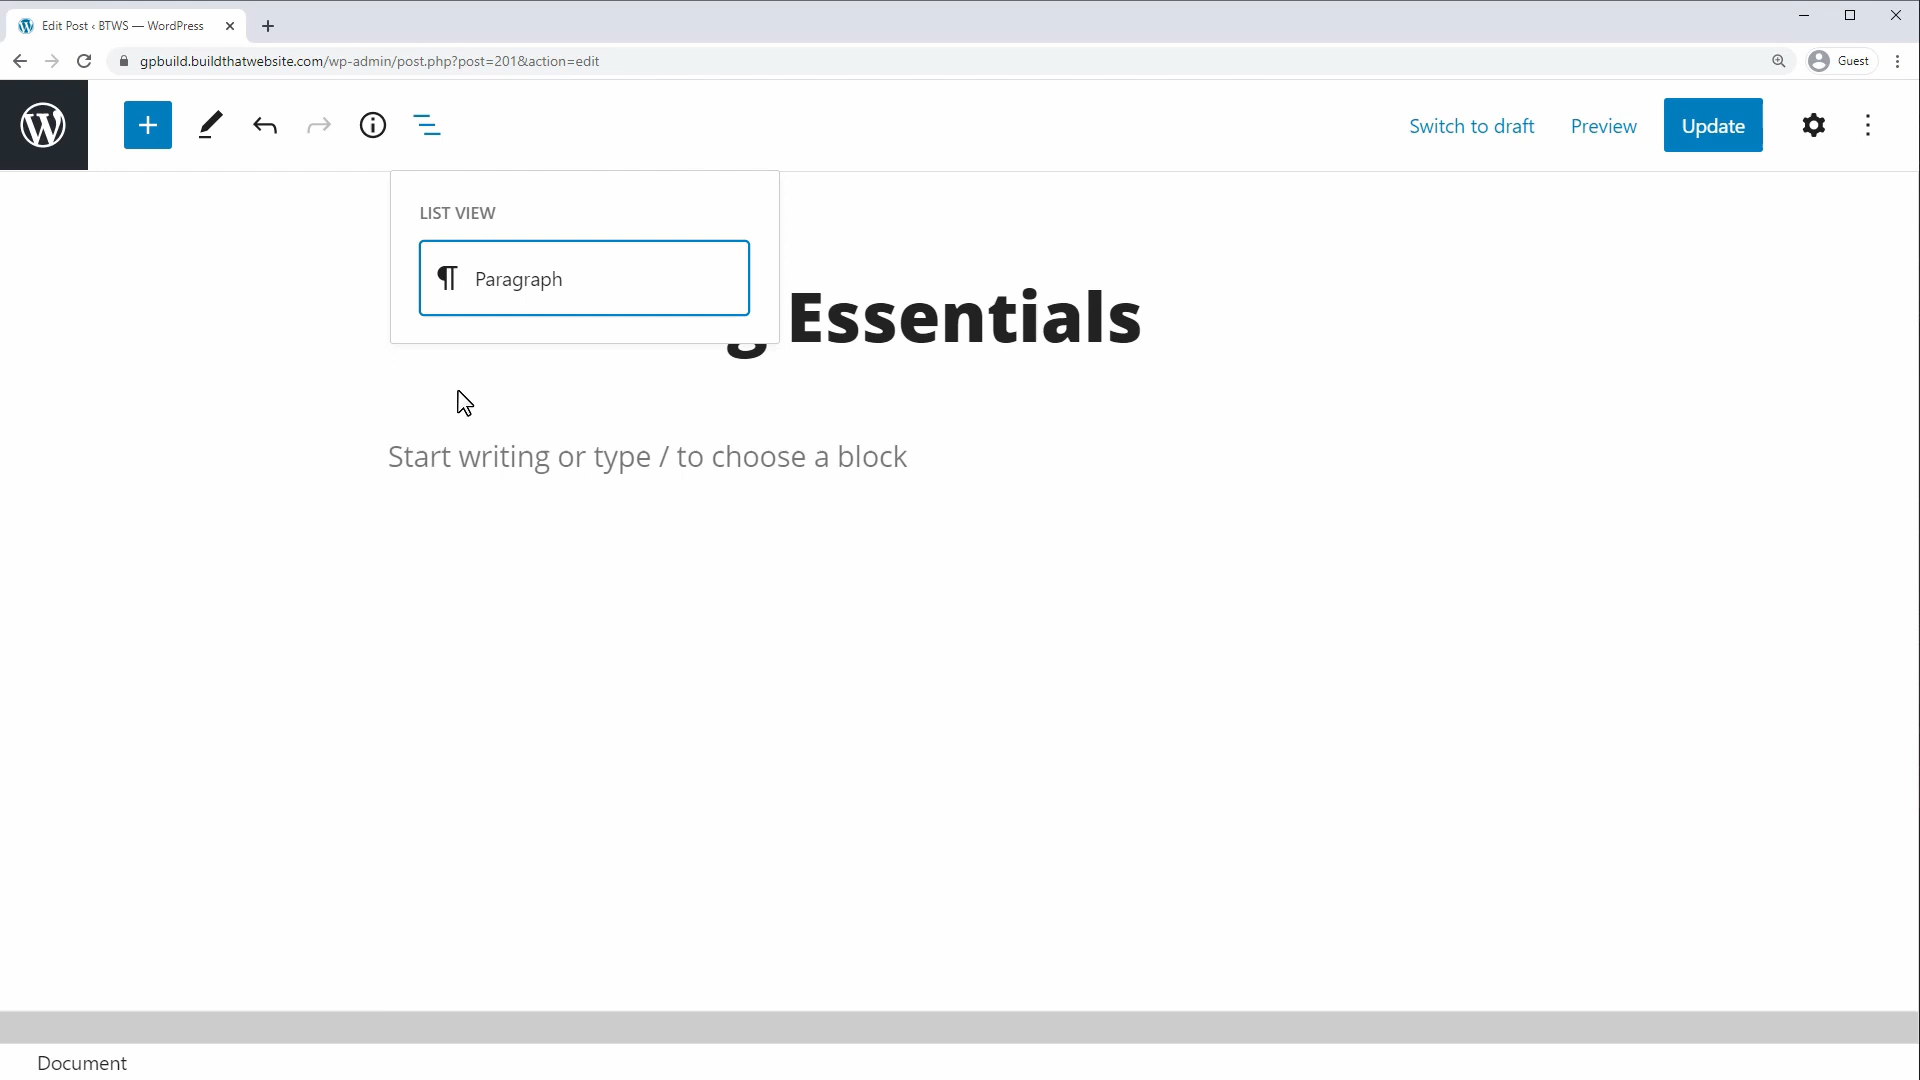 Edit Post ‹ BTWS — WordPress
gpbuild.buildthatwebsite.com/wp-admin/post.php?post=201&action=edit
Guest
Switch to draft
Preview
Update
LIST VIEW
Paragraph
Essentials
Start writing or type / to choose a block
Document